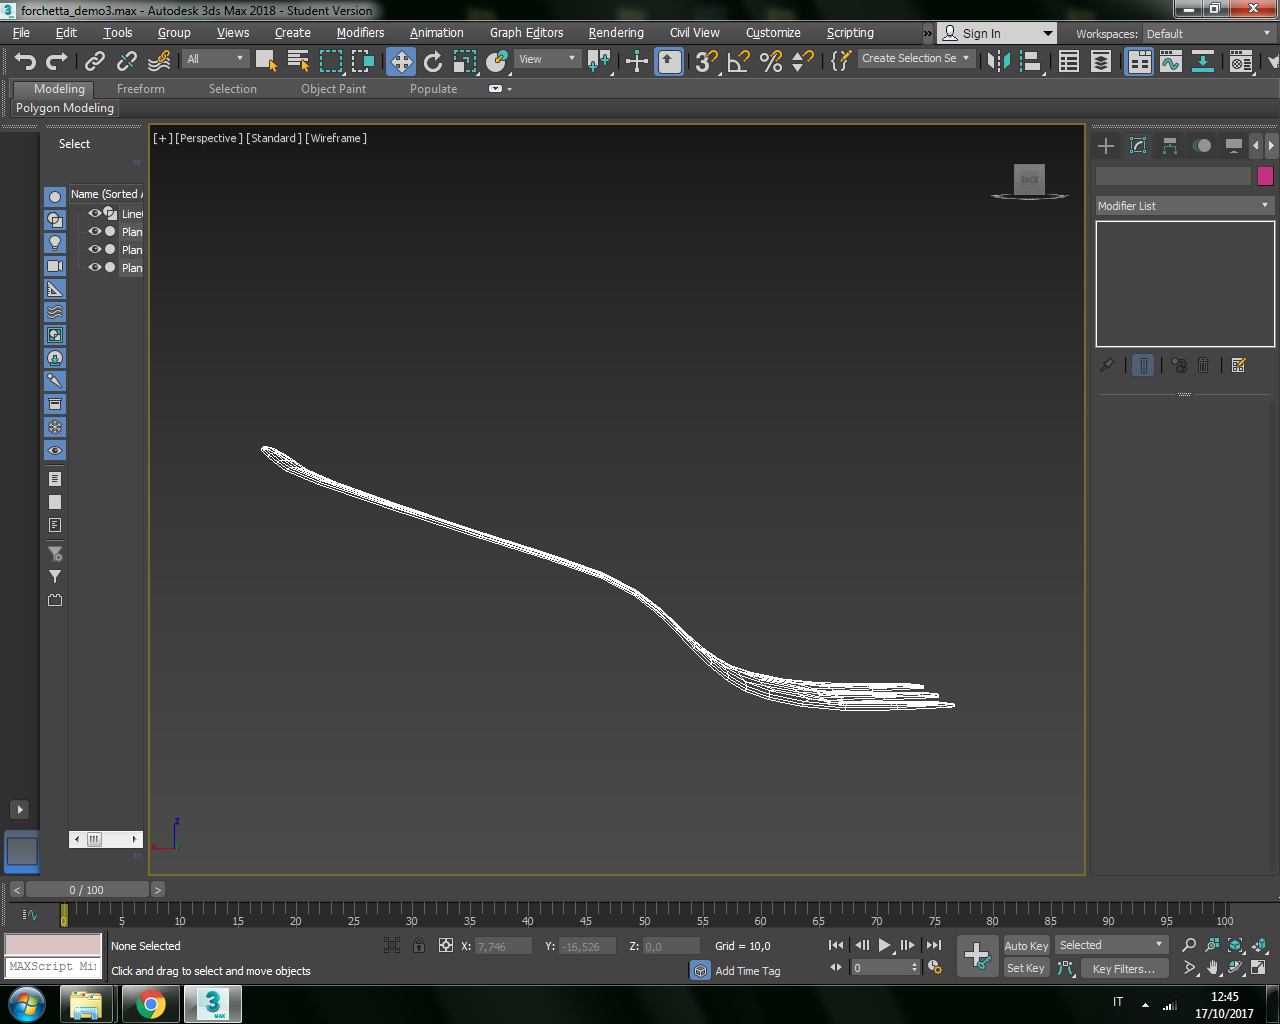 forchetta_demo3.max - Autodesk 3ds Max 2018 - Student Version
File Edit Tools Group Views Create Modifiers Animation Graph Editors Rendering Civil View Customize Scripting » Sign In Workspaces: Default
All View Create Selection Se
Modeling Freeform Selection Object Paint Populate
Polygon Modeling
Select
Name (Sorted A
Line
Plan
Plan
Plan
[+] [Perspective] [Standard] [Wireframe]
BACK
z
Modifier List
0 / 100
0 5 10 15 20 25 30 35 40 45 50 55 60 65 70 75 80 85 90 95 100
None Selected X: 7,746 Y: -16,526 Z: 0,0 Grid = 10,0 Auto Key Selected
MAXScript Mi Click and drag to select and move objects Add Time Tag 0 Set Key Key Filters...
MAX
IT 12:45
17/10/2017